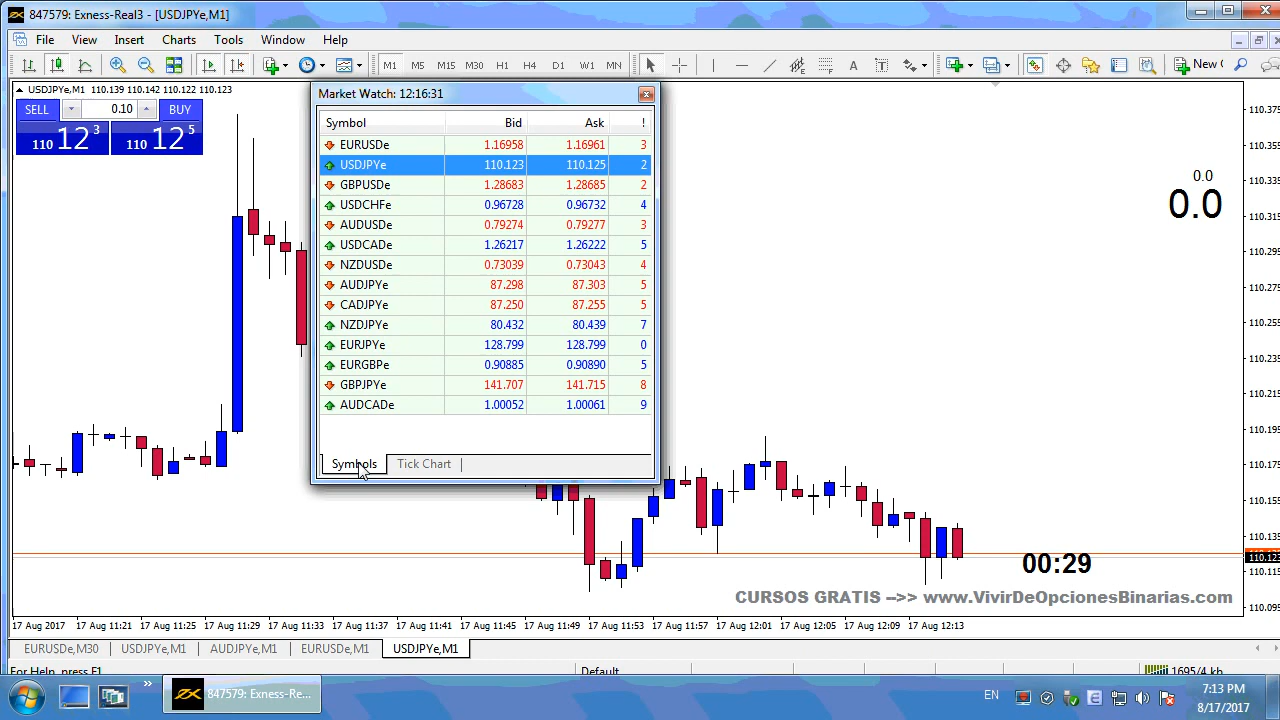 847579: Exness-Real3 - [USDJPYe,M1]
File View Insert Charts Tools Window Help
M1 M5 M15 M30 H1 H4 D1 W1 MN A T New
USDJPYe,M1 110.139 110.142 110.122 110.123
SELL 0.10 BUY
110 12 3 110 12 5
Market Watch: 12:16:31
Symbol Bid Ask !
EURUSDe 1.16958 1.16961 3
USDJPYe 110.123 110.125 2
GBPUSDe 1.28683 1.28685 2
USDCHFe 0.96728 0.96732 4
AUDUSDe 0.79274 0.79277 3
USDCADe 1.26217 1.26222 5
NZDUSDe 0.73039 0.73043 4
AUDJPYe 87.298 87.303 5
CADJPYe 87.250 87.255 5
NZDJPYe 80.432 80.439 7
EURJPYe 128.799 128.799 0
EURGBPe 0.90885 0.90890 5
GBPJPYe 141.707 141.715 8
AUDCADe 1.00052 1.00061 9
Symbols Tick Chart
0.0
0.0
110.375
110.355
110.335
110.315
110.295
110.275
110.255
110.235
110.215
110.195
110.175
110.155
110.135
110.123
110.115
110.095
00:29
CURSOS GRATIS -->> www.VivirDeOpcionesBinarias.com
17 Aug 2017 17 Aug 11:21 17 Aug 11:25 17 Aug 11:29 17 Aug 11:33 17 Aug 11:37 17 Aug 11:41 17 Aug 11:45 17 Aug 11:49 17 Aug 11:53 17 Aug 11:57 17 Aug 12:01 17 Aug 12:05 17 Aug 12:09 17 Aug 12:13
EURUSDe,M30 USDJPYe,M1 AUDJPYe,M1 EURUSDe,M1 USDJPYe,M1
For Help, press F1 Default 1695/4 kb
847579: Exness-Re... EN 7:13 PM
8/17/2017